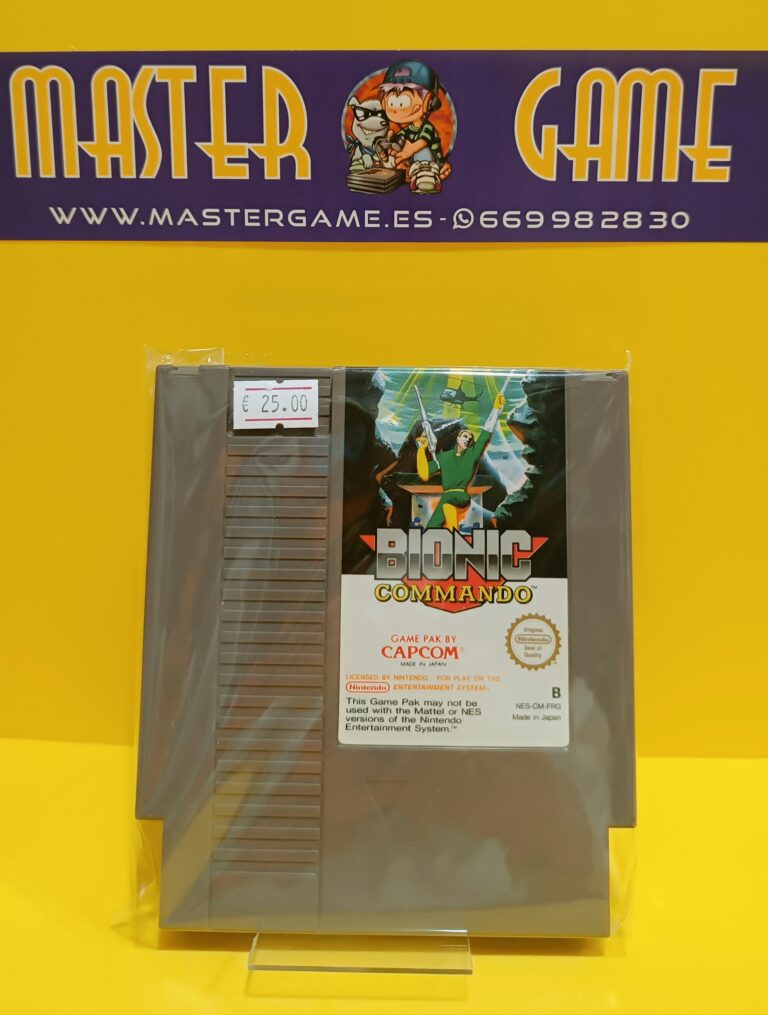 MASTER GAME
WWW.MASTERGAME.ES - 669982830
€ 25.00
BIONIC
COMMANDO™
GAME PAK BY
CAPCOM®
MADE IN JAPAN
Original
Nintendo
Seal of
Quality
LICENSED BY NINTENDO FOR PLAY ON THE
Nintendo ENTERTAINMENT SYSTEM
This Game Pak may not be
used with the Mattel or NES
versions of the Nintendo
Entertainment System.™
B
NES-CM-FRG
Made in Japan